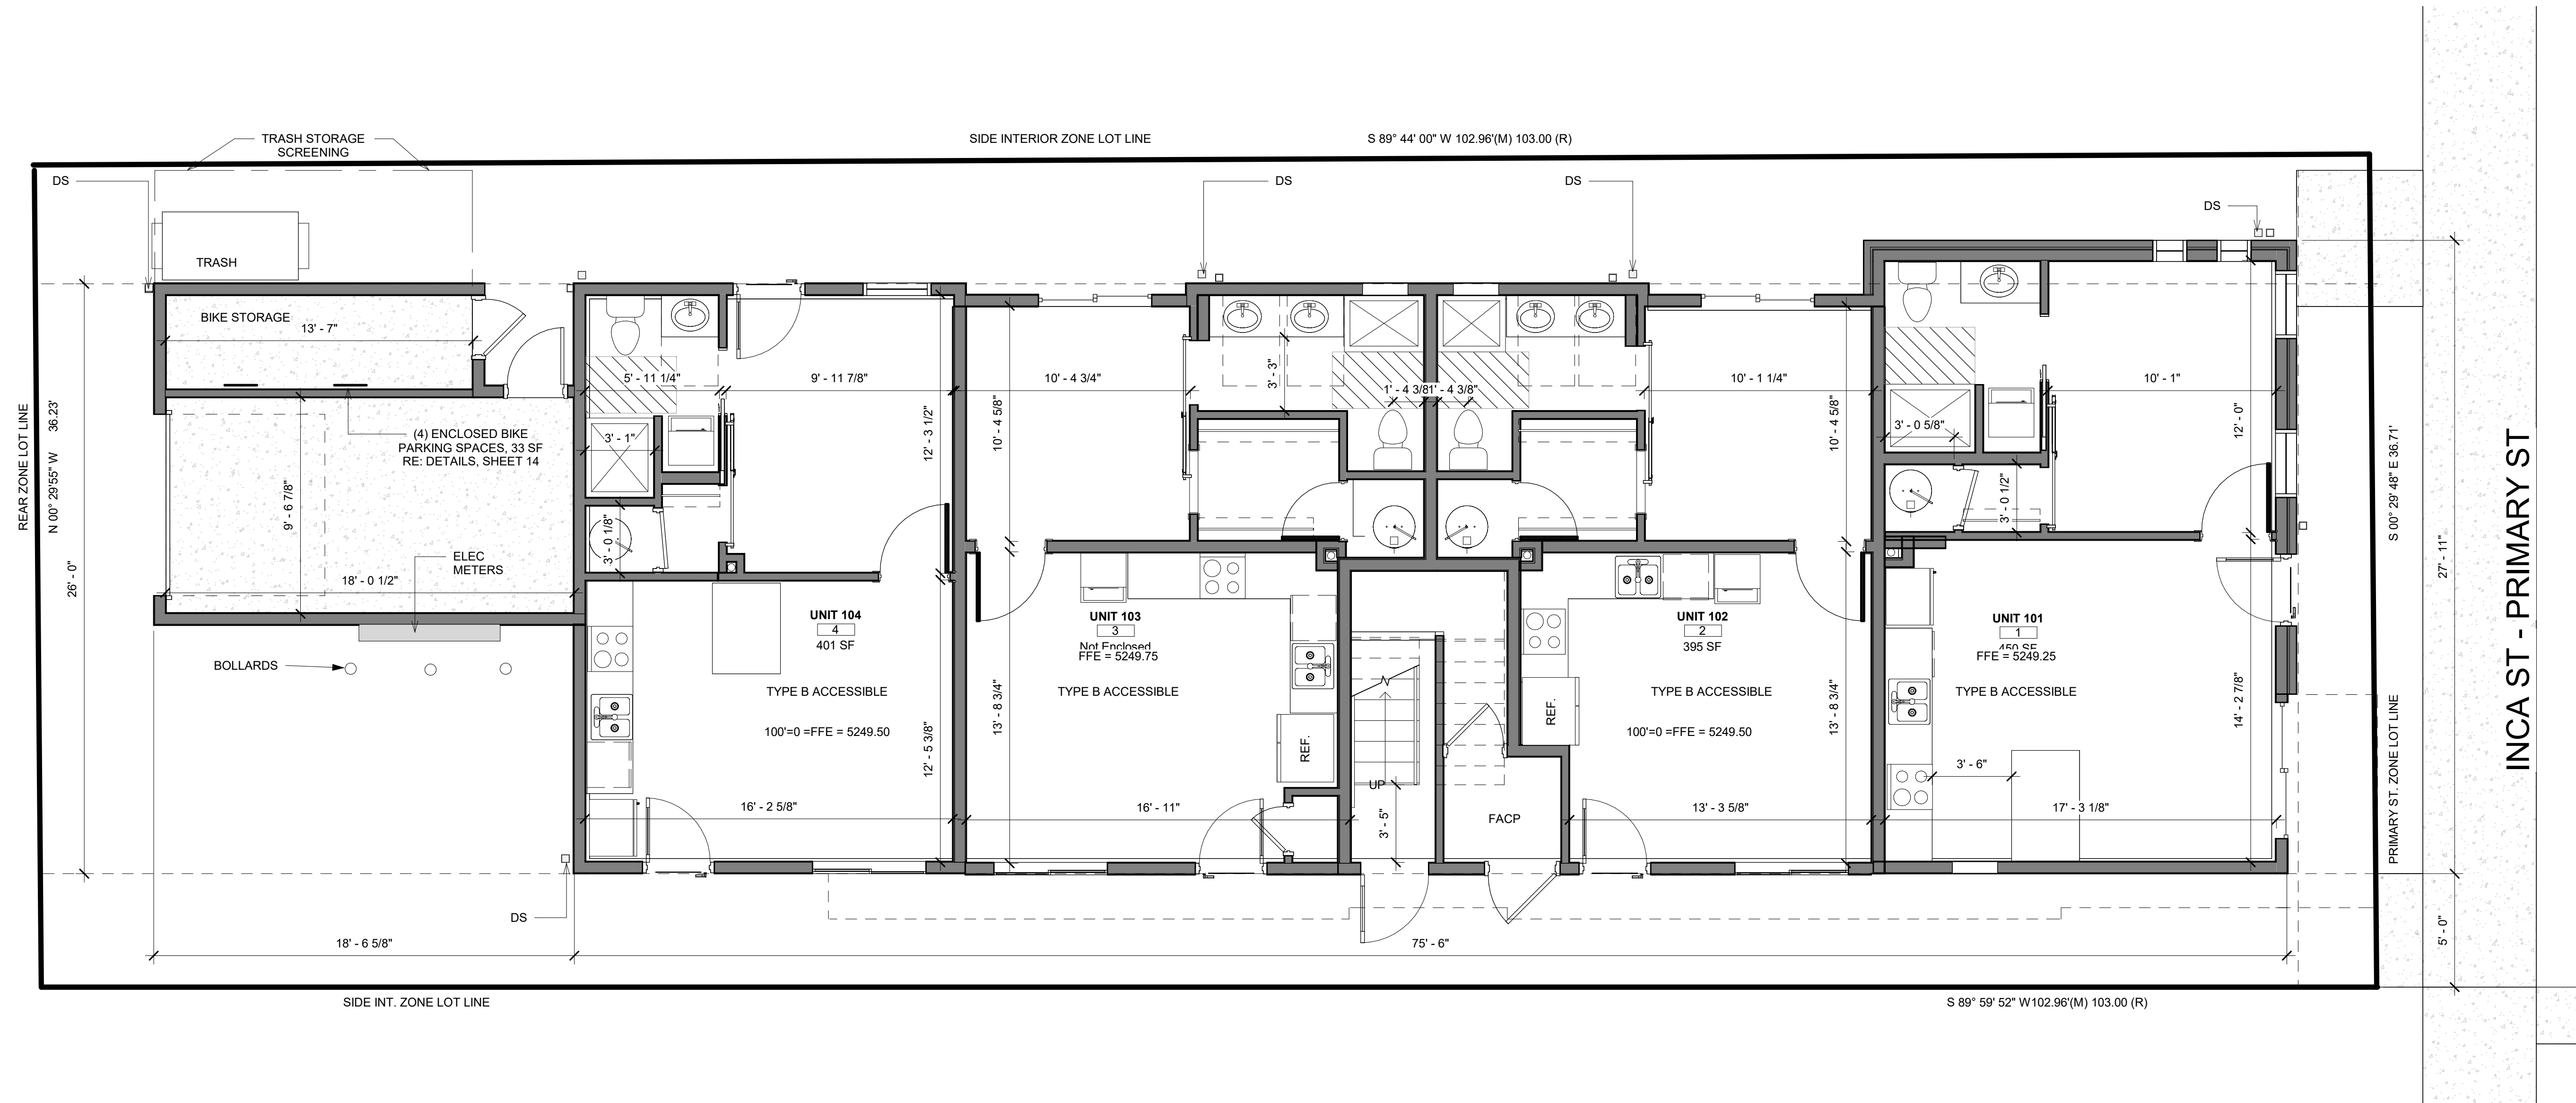 TRASH STORAGE
SCREENING
SIDE INTERIOR ZONE LOT LINE
S 89° 44' 00" W 102.96'(M) 103.00 (R)
DS
DS
DS
DS
TRASH
BIKE STORAGE
13' - 7"
5' - 11 1/4"
9' - 11 7/8"
10' - 4 3/4"
3' - 3"
1' - 4 3/8
1' - 4 3/8"
10' - 1 1/4"
10' - 1"
REAR ZONE LOT LINE
N 00° 29'55" W 36.23'
26' - 0"
(4) ENCLOSED BIKE
PARKING SPACES, 33 SF
RE: DETAILS, SHEET 14
9' - 6 7/8"
3' - 1"
12' - 3 1/2"
10' - 4 5/8"
10' - 4 5/8"
3' - 0 5/8"
12' - 0"
3' - 0 1/8"
3' - 0 1/2"
ELEC
METERS
18' - 0 1/2"
BOLLARDS
UNIT 104
4
401 SF
TYPE B ACCESSIBLE
100'=0 =FFE = 5249.50
12' - 5 3/8"
16' - 2 5/8"
UNIT 103
3
Not Enclosed
FFE = 5249.75
TYPE B ACCESSIBLE
13' - 8 3/4"
16' - 11"
REF.
UP
3' - 5"
FACP
REF.
UNIT 102
2
395 SF
TYPE B ACCESSIBLE
100'=0 =FFE = 5249.50
13' - 8 3/4"
13' - 3 5/8"
UNIT 101
1
450 SF
FFE = 5249.25
TYPE B ACCESSIBLE
14' - 2 7/8"
3' - 6"
17' - 3 1/8"
S 00° 29' 48" E 36.71'
PRIMARY ST. ZONE LOT LINE
27' - 11"
5' - 0"
INCA ST - PRIMARY ST
DS
18' - 6 5/8"
75' - 6"
SIDE INT. ZONE LOT LINE
S 89° 59' 52" W102.96'(M) 103.00 (R)